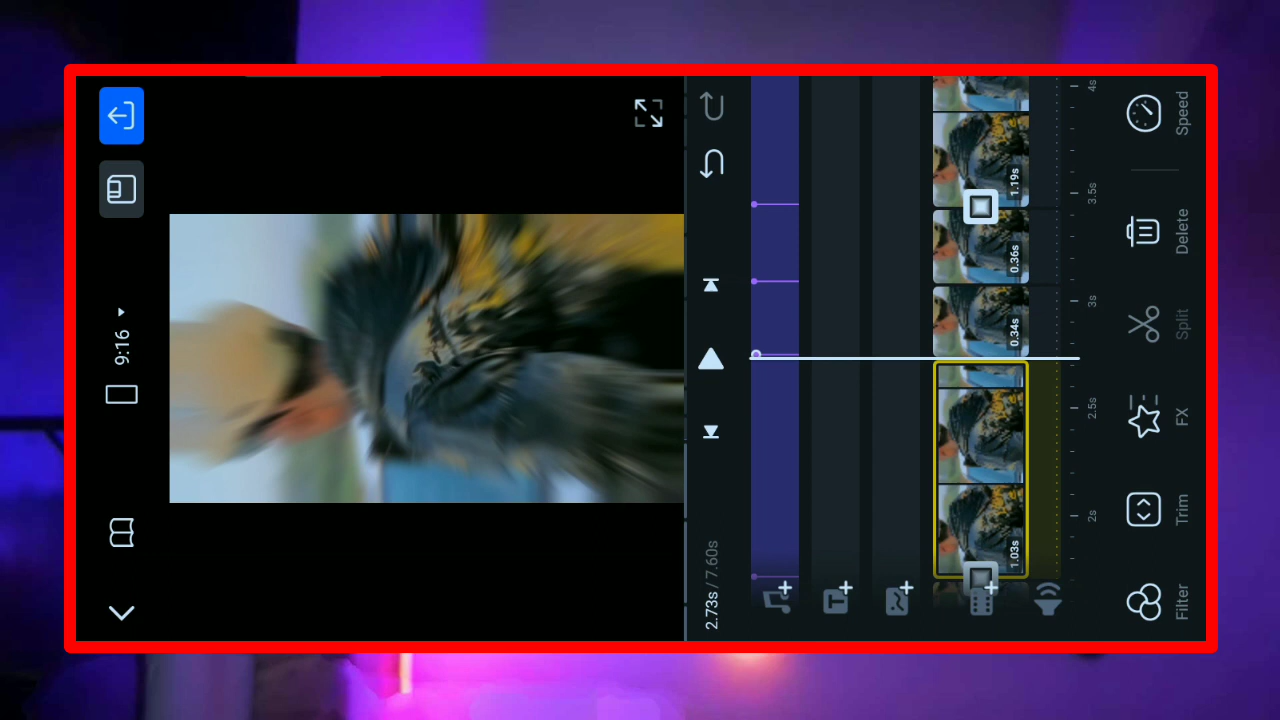 9:16
2.73s / 7.60s
1.03s
0.34s
0.36s
1.19s
2s
2.5s
3s
3.5s
4s
T
Filter
Trim
FX
Split
Delete
Speed